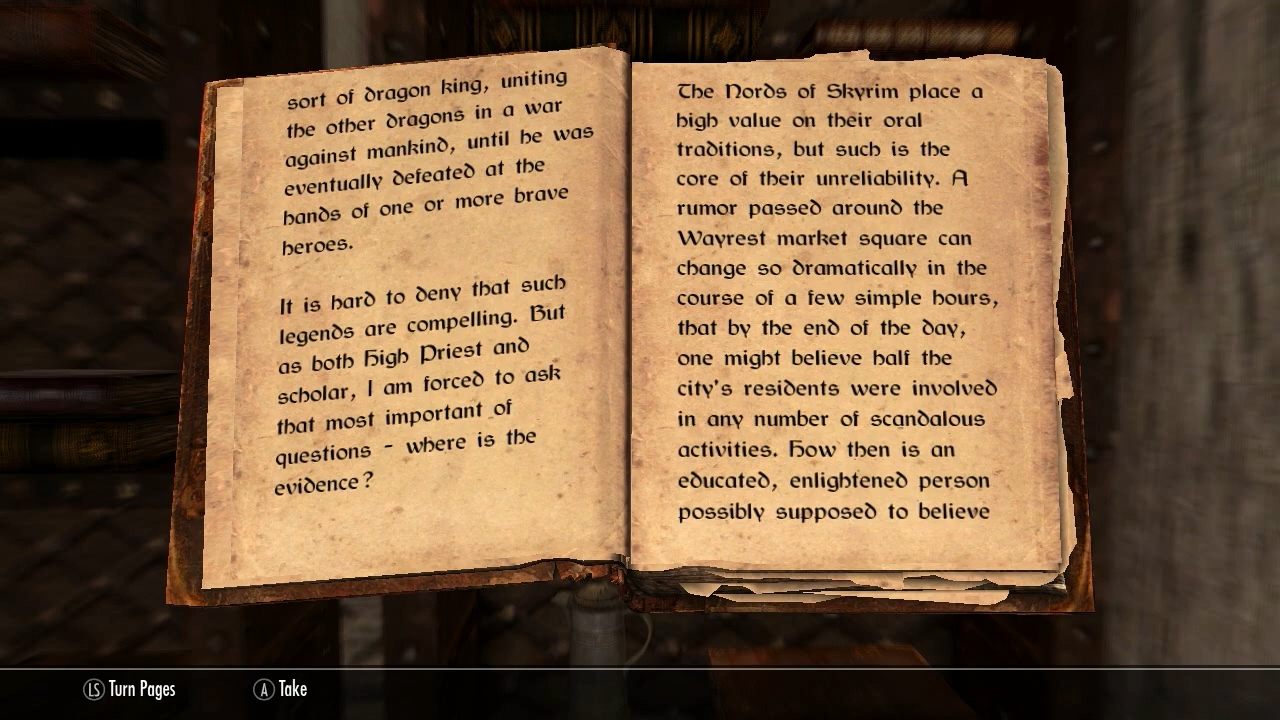 sort of dragon king, uniting
the other dragons in a war
against mankind, until he was
eventually defeated at the
hands of one or more brave
heroes.
It is hard to deny that such
legends are compelling. But
as both High Priest and
scholar, I am forced to ask
that most important of
questions - where is the
evidence?
The Nords of Skyrim place a
high value on their oral
traditions, but such is the
core of their unreliability. A
rumor passed around the
Wayrest market square can
change so dramatically in the
course of a few simple hours,
that by the end of the day,
one might believe half the
city's residents were involved
in any number of scandalous
activities. How then is an
educated, enlightened person
possibly supposed to believe
LS Turn Pages
A Take